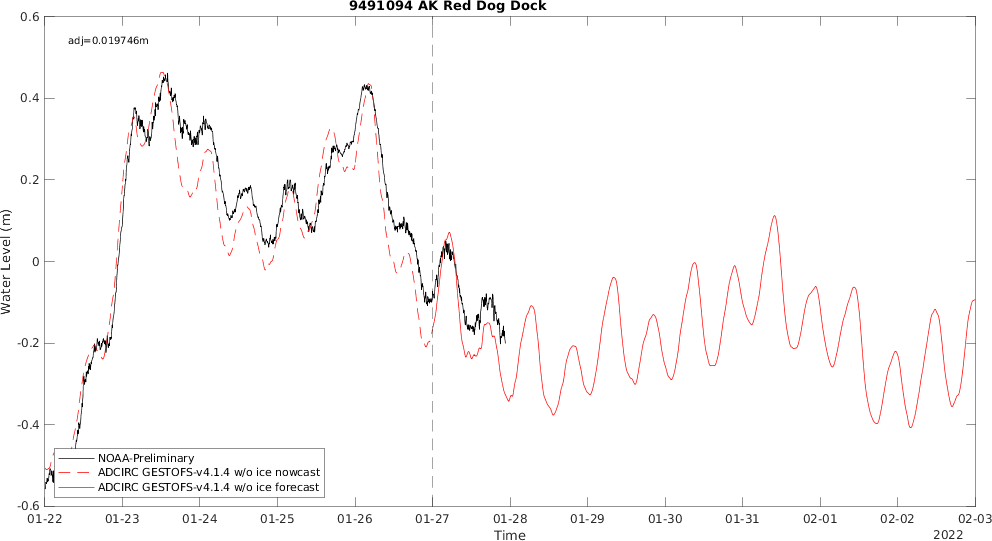 9491094 AK Red Dog Dock
adj=0.019746m
0.6
0.4
0.2
0
-0.2
-0.4
-0.6
Water Level (m)
NOAA-Preliminary
ADCIRC GESTOFS-v4.1.4 w/o ice nowcast
ADCIRC GESTOFS-v4.1.4 w/o ice forecast
01-22 01-23 01-24 01-25 01-26 01-27 01-28 01-29 01-30 01-31 02-01 02-02 02-03
Time
2022